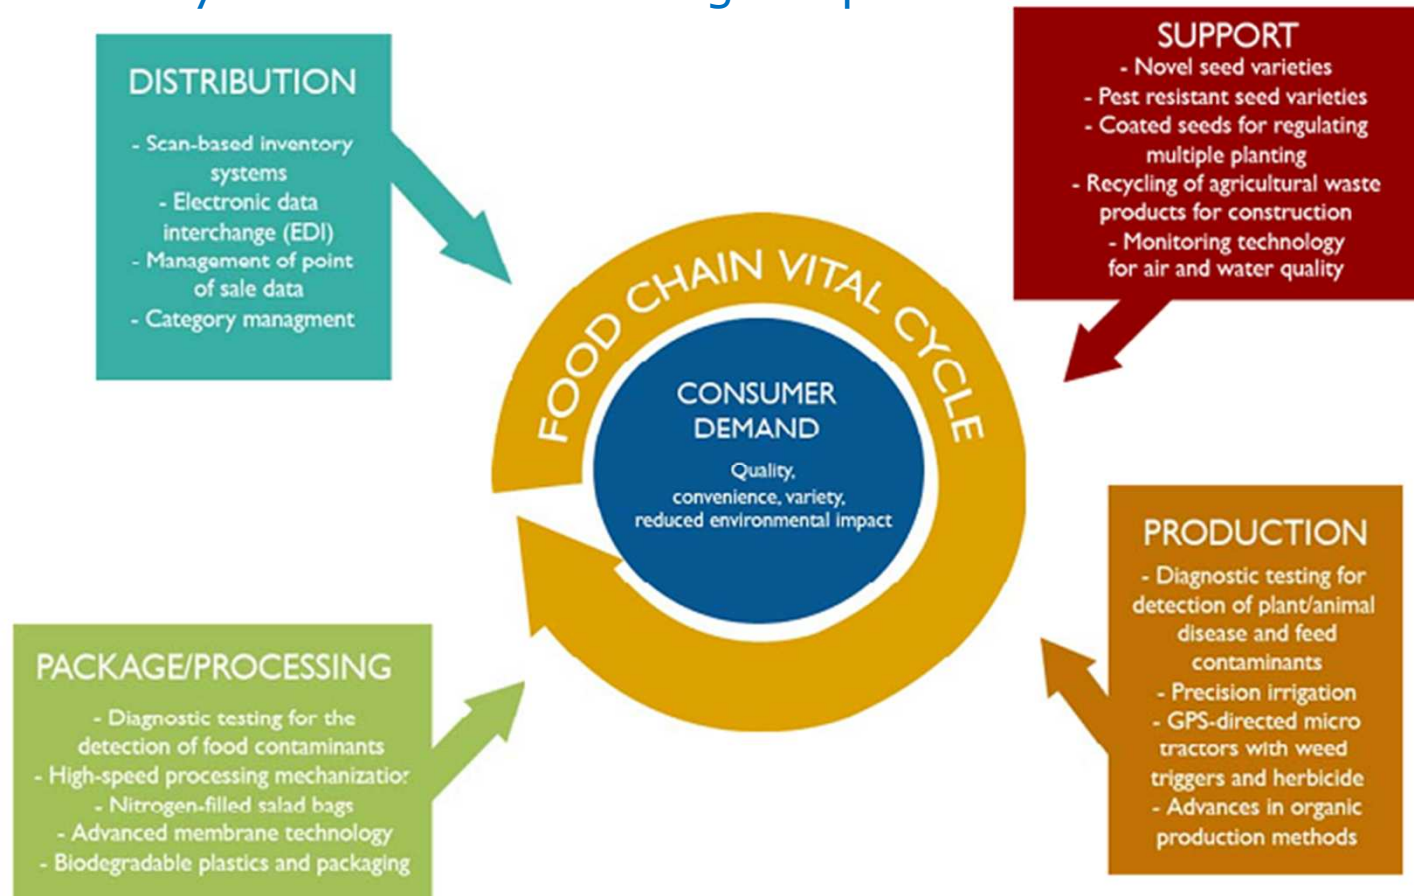 DISTRIBUTION
- Scan-based inventory
systems
- Electronic data
interchange (EDI)
- Management of point
of sale data
- Category managment
SUPPORT
- Novel seed varieties
- Pest resistant seed varieties
- Coated seeds for regulating
multiple planting
- Recycling of agricultural waste
products for construction
- Monitoring technology
for air and water quality
FOOD CHAIN VITAL CYCLE
CONSUMER
DEMAND
Quality,
convenience, variety,
reduced environmental impact
PRODUCTION
- Diagnostic testing for
detection of plant/animal
disease and feed
contaminants
- Precision irrigation
- GPS-directed micro
tractors with weed
triggers and herbicide
- Advances in organic
production methods
PACKAGE/PROCESSING
- Diagnostic testing for the
detection of food contaminants
- High-speed processing mechanization
- Nitrogen-filled salad bags
- Advanced membrane technology
- Biodegradable plastics and packaging